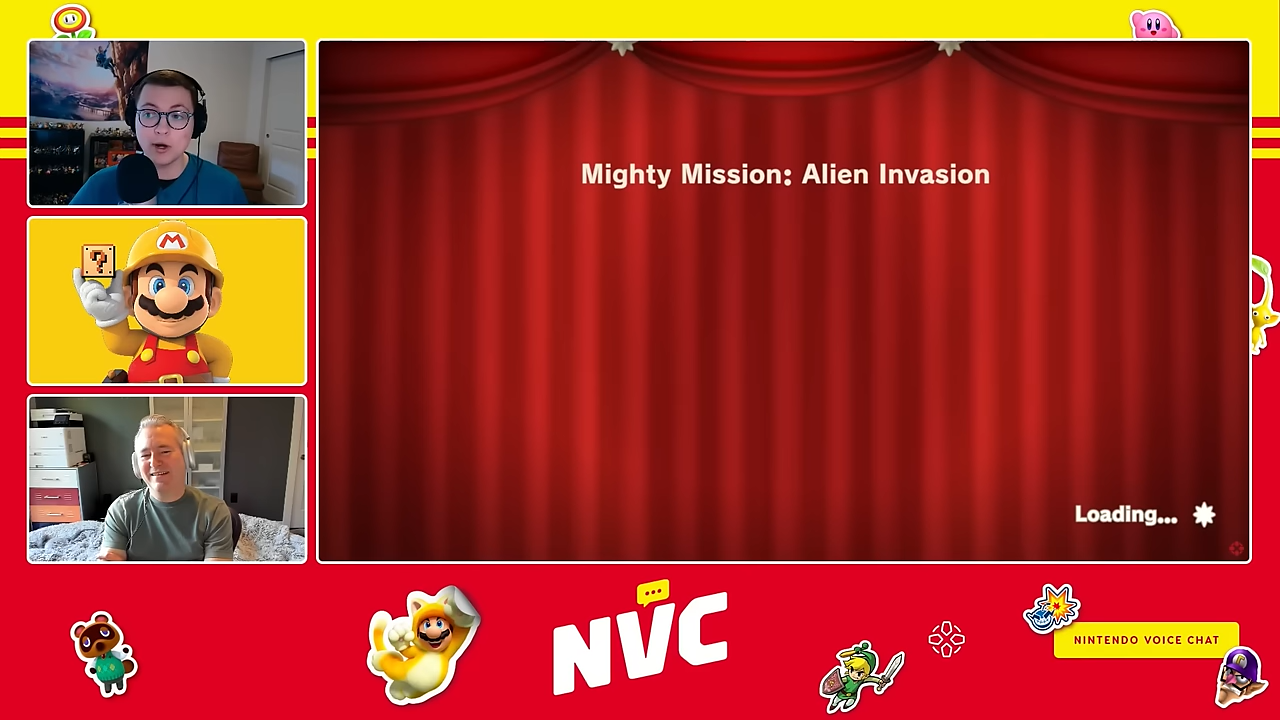 Mighty Mission: Alien Invasion
M
?
Loading...
NVC
NINTENDO VOICE CHAT